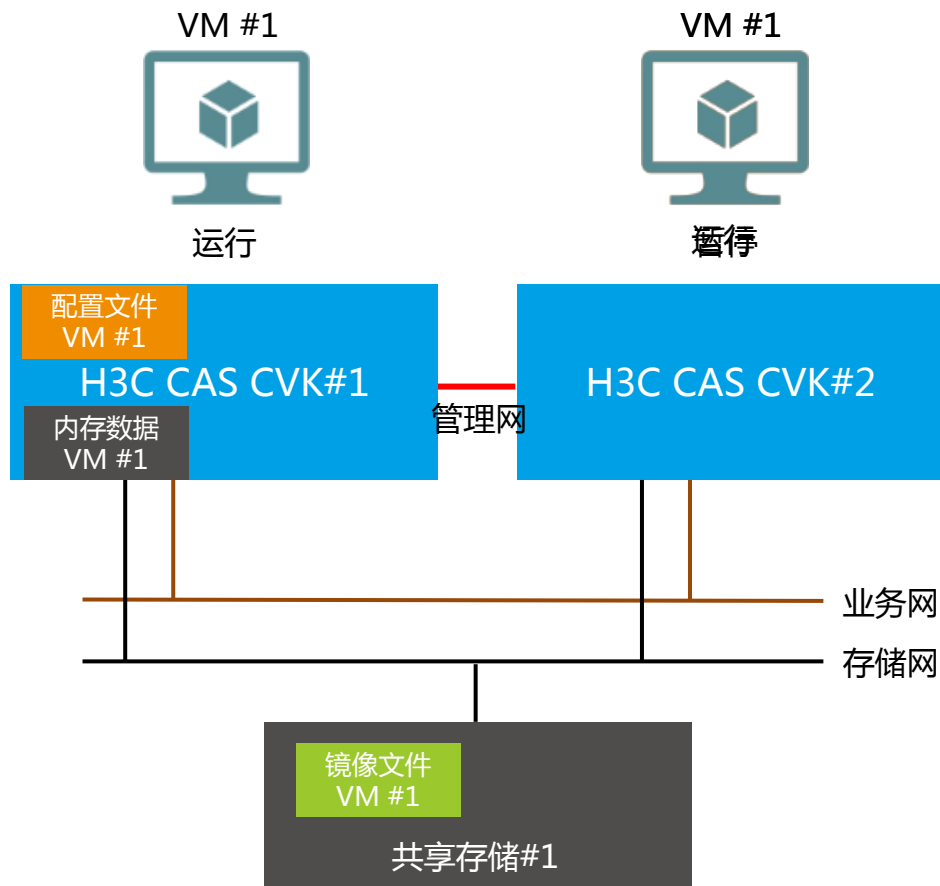 VM #1
VM #1
运行
配置文件
VM #1
H3C CAS CVK#1
H3C CAS CVK#2
管理网
内存数据
VM #1
业务网
存储网
镜像文件
VM #1
共享存储#1